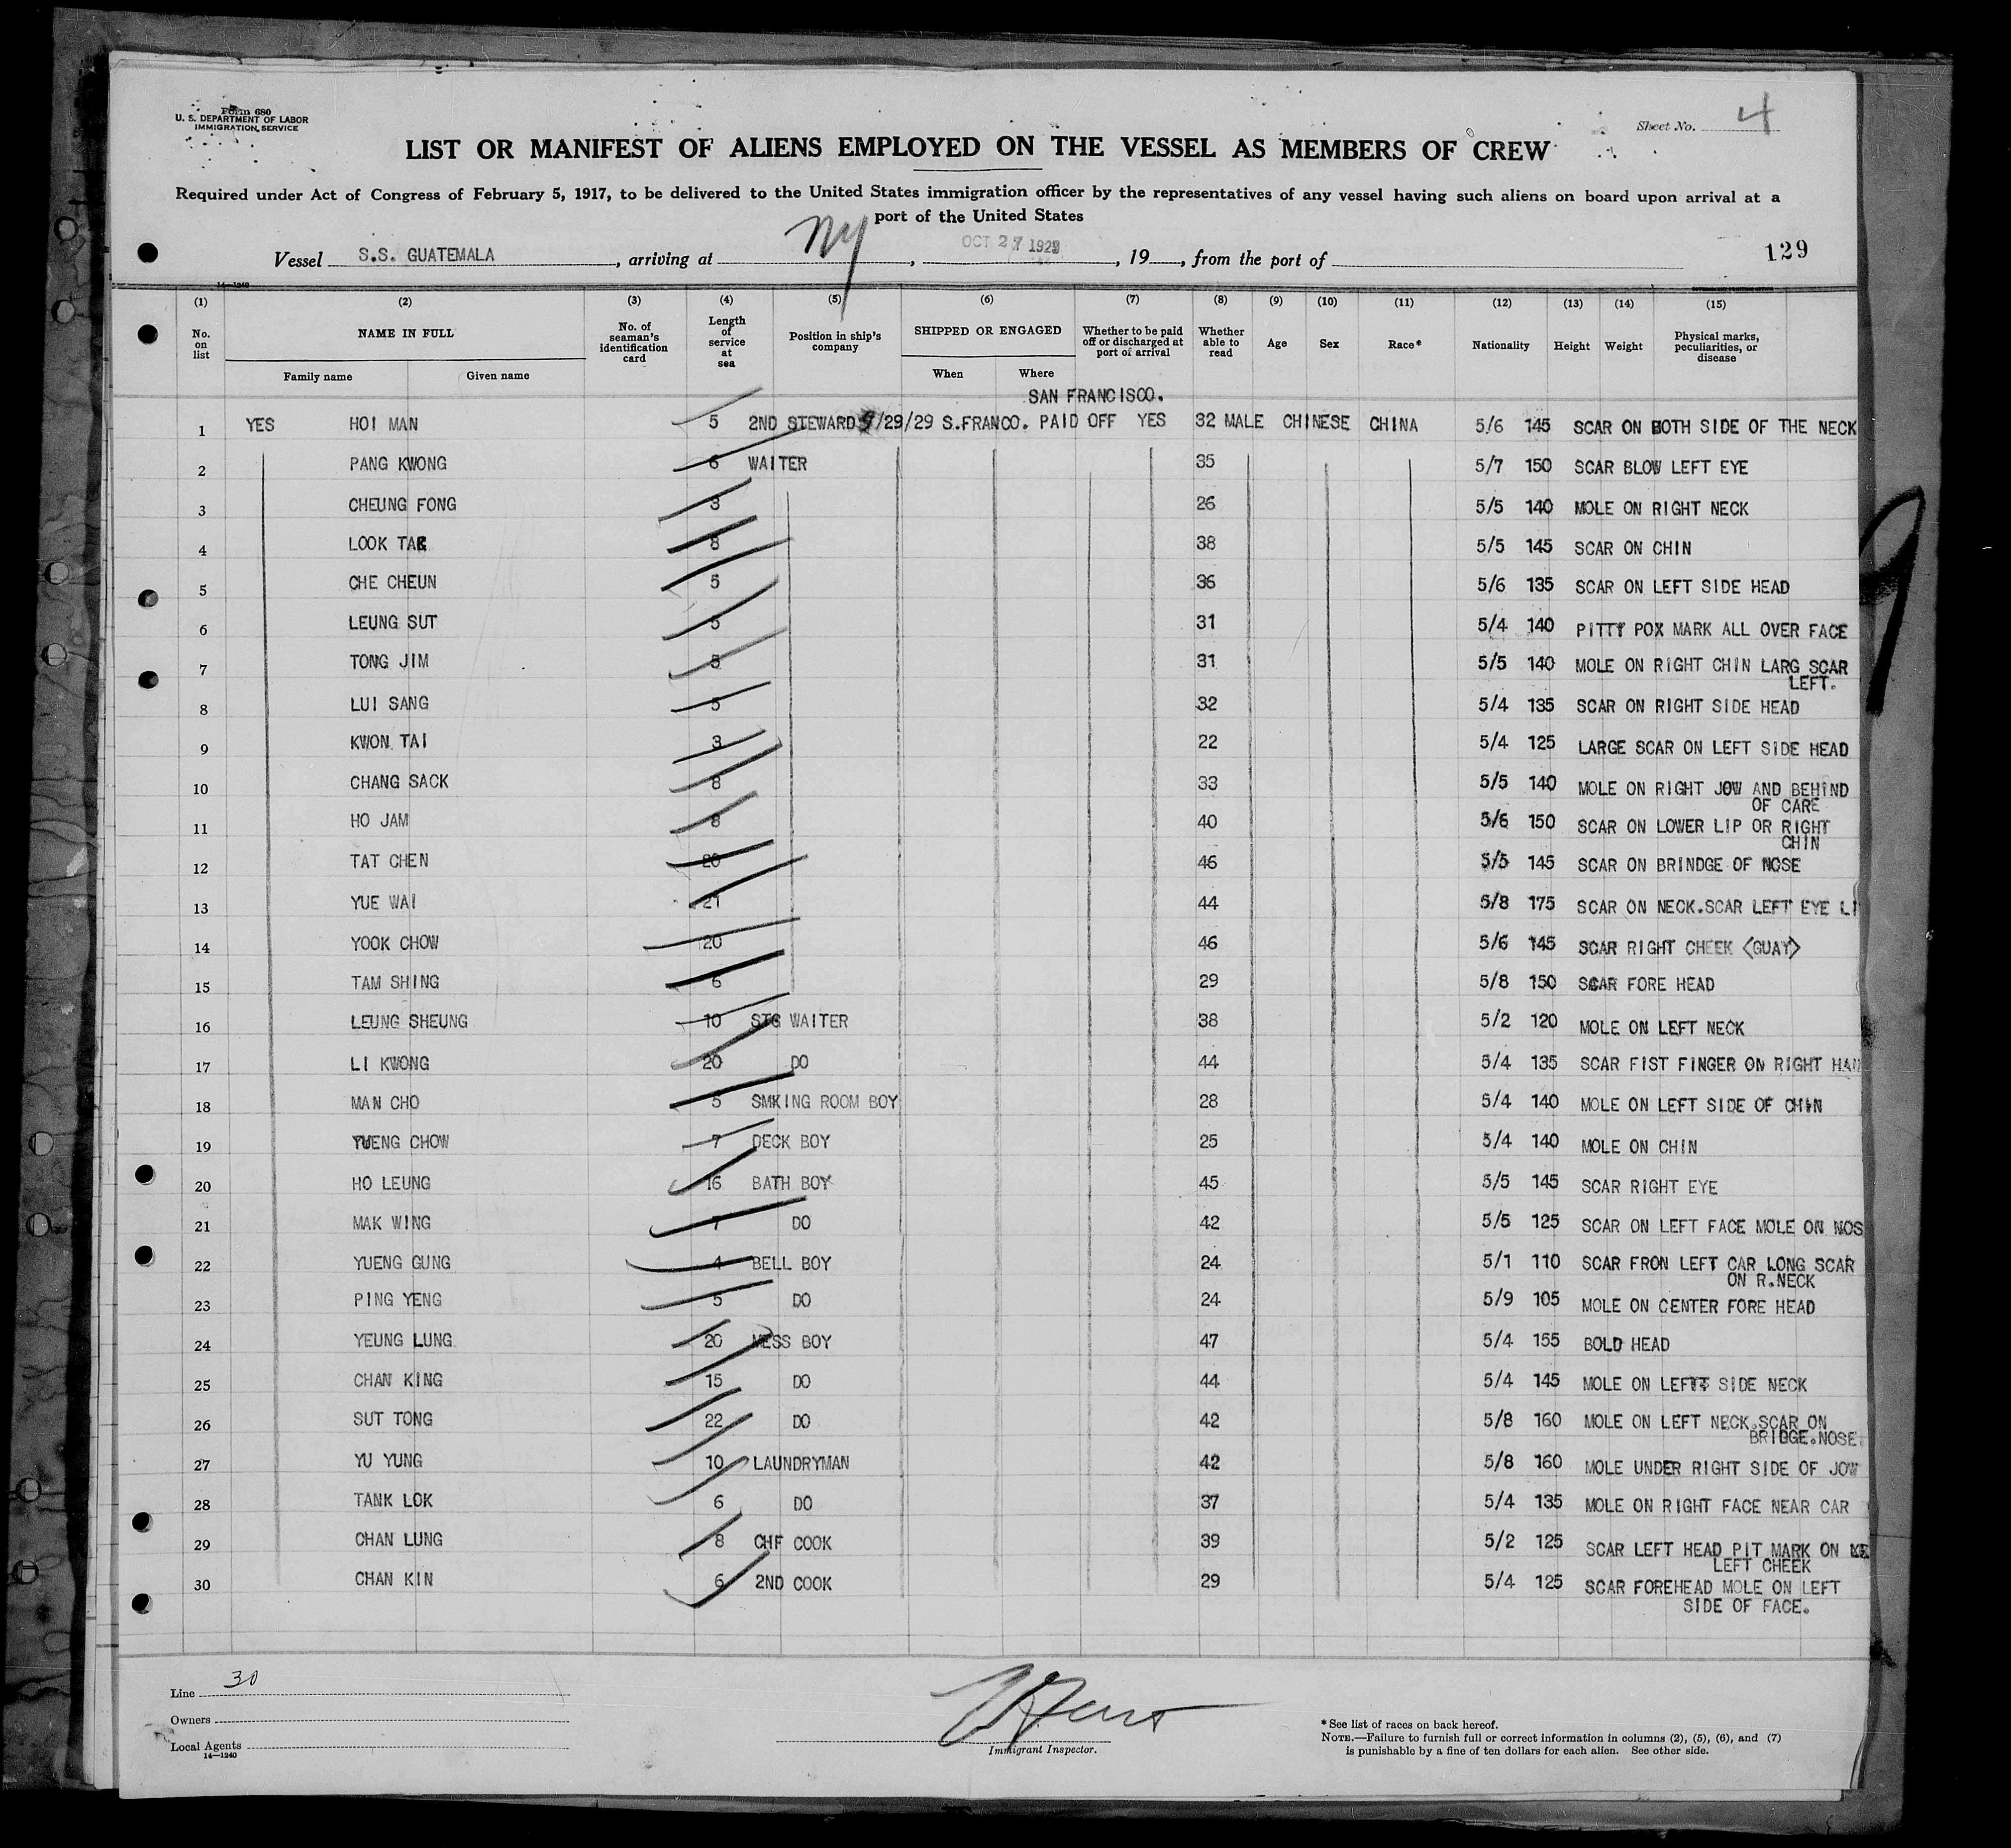 Form 680
U. S. DEPARTMENT OF LABOR
IMMIGRATION SERVICE
Sheet No. 4
LIST OR MANIFEST OF ALIENS EMPLOYED ON THE VESSEL AS MEMBERS OF CREW
Required under Act of Congress of February 5, 1917, to be delivered to the United States immigration officer by the representatives of any vessel having such aliens on board upon arrival at a
port of the United States
Vessel S.S. GUATEMALA, arriving at NY, OCT 27 1929, 19, from the port of
129
14—1240
(1) (2) (3) (4) (5) (6) (7) (8) (9) (10) (11) (12) (13) (14) (15)
No. on list NAME IN FULL Family name Given name No. of seaman's identification card Length of service at sea Position in ship's company SHIPPED OR ENGAGED When Where Whether to be paid off or discharged at port of arrival Whether able to read Age Sex Race* Nationality Height Weight Physical marks, peculiarities, or disease
SAN FRANCISCO.
1 YES HOI MAN 5 2ND STEWARD 9/29/29 S.FRANCO. PAID OFF YES 32 MALE CHINESE CHINA 5/6 145 SCAR ON BOTH SIDE OF THE NECK
2 PANG KWONG 6 WAITER 35 5/7 150 SCAR BLOW LEFT EYE
3 CHEUNG FONG 3 26 5/5 140 MOLE ON RIGHT NECK
4 LOOK 8 38 5/5 145 SCAR ON CHIN
5 CHE CHEUN 5 36 5/6 135 SCAR ON LEFT SIDE HEAD
6 LEUNG SUT 5 31 5/4 140 PITTY POX MARK ALL OVER FACE
7 TONG JIM 5 31 5/5 140 MOLE ON RIGHT CHIN LARG SCAR
LEFT.
8 LUI SANG 5 32 5/4 135 SCAR ON RIGHT SIDE HEAD
9 KWON TAI 3 22 5/4 125 LARGE SCAR ON LEFT SIDE HEAD
10 CHANG SACK 8 33 5/5 140 MOLE ON RIGHT JOW AND BEHIND
OF CARE
11 HO JAM 8 40 5/6 150 SCAR ON LOWER LIP OR RIGHT
CHIN
12 TAT CHEN 20 46 5/5 145 SCAR ON BRINDGE OF NOSE
13 YUE WAI 21 44 5/8 175 SCAR ON NECK.SCAR LEFT EYE LI
14 YOOK CHOW 20 46 5/6 145 SCAR RIGHT CHEEK (GUAY)
15 TAM SHING 6 29 5/8 150 SCAR FORE HEAD
16 LEUNG SHEUNG 10 STG WAITER 38 5/2 120 MOLE ON LEFT NECK
17 LI KWONG 20 DO 44 5/4 135 SCAR FIST FINGER ON RIGHT HAN
18 MAN CHO 5 SMKING ROOM BOY 28 5/4 140 MOLE ON LEFT SIDE OF CHIN
19 YUENG CHOW 7 DECK BOY 25 5/4 140 MOLE ON CHIN
20 HO LEUNG 16 BATH BOY 45 5/5 145 SCAR RIGHT EYE
21 MAK WING 7 DO 42 5/5 125 SCAR ON LEFT FACE MOLE ON NOS
22 YUENG GUNG 4 BELL BOY 24 5/1 110 SCAR FRON LEFT CAR LONG SCAR
ON R.NECK
23 PING YENG 5 DO 24 5/9 105 MOLE ON CENTER FORE HEAD
24 YEUNG LUNG 20 MESS BOY 47 5/4 155 BOLD HEAD
25 CHAN KING 15 DO 44 5/4 145 MOLE ON LEFT SIDE NECK
26 SUT TONG 22 DO 42 5/8 160 MOLE ON LEFT NECK.SCAR ON
BRIDGE.NOSE.
27 YU YUNG 10 LAUNDRYMAN 42 5/8 160 MOLE UNDER RIGHT SIDE OF JOW
28 TANK LOK 6 DO 37 5/4 135 MOLE ON RIGHT FACE NEAR CAR
29 CHAN LUNG 8 CHF COOK 39 5/2 125 SCAR LEFT HEAD PIT MARK ON
LEFT CHEEK
30 CHAN KIN 6 2ND COOK 29 5/4 125 SCAR FOREHEAD MOLE ON LEFT
SIDE OF FACE.
Line 30
Owners
Local Agents
14—1240
Immigrant Inspector.
* See list of races on back hereof.
NOTE.—Failure to furnish full or correct information in columns (2), (5), (6), and (7)
is punishable by a fine of ten dollars for each alien. See other side.